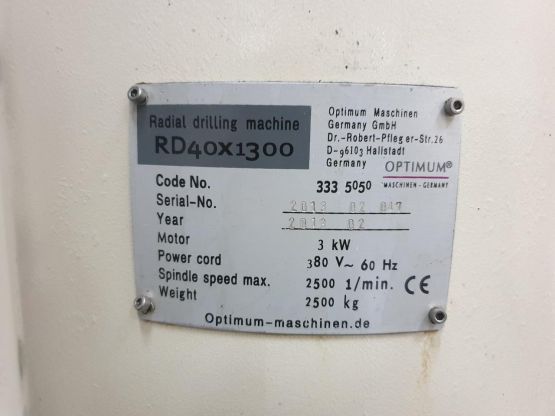 Radial drilling machine
RD40x1300
Optimum Maschinen
Germany GmbH
Dr.-Robert-Pfleger-Str.26
D-96103 Hallstadt
Germany
OPTIMUM®
MASCHINEN - GERMANY
Code No. 333 5050
Serial-No. 2013 02 047
Year 2013 02
Motor 3 kW
Power cord 380 V~ 60 Hz
Spindle speed max. 2500 1/min.
Weight 2500 kg
CE
Optimum-maschinen.de